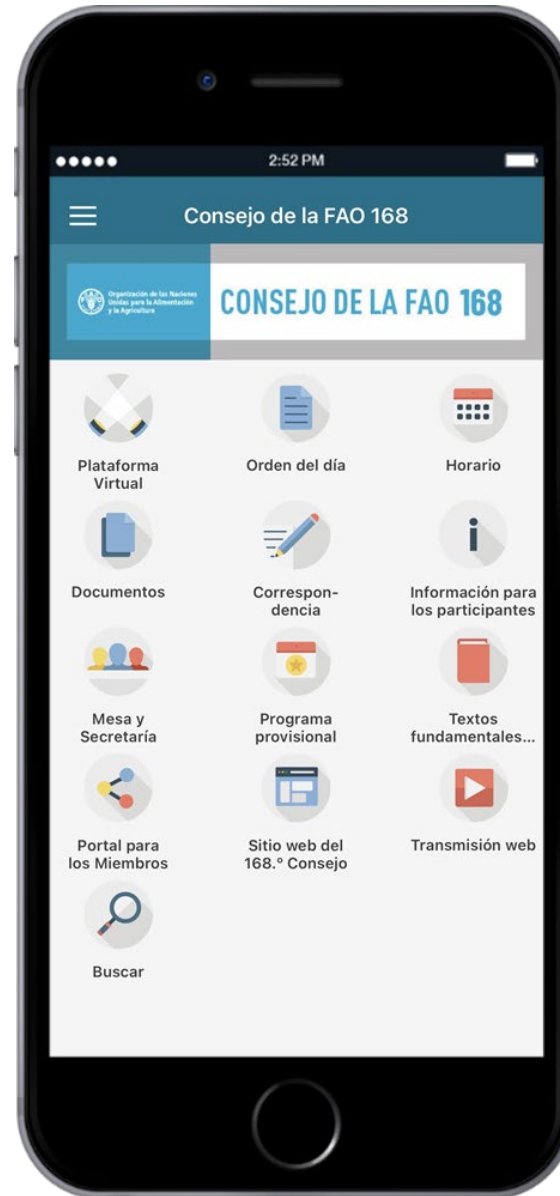 2:52 PM
Consejo de la FAO 168
Organización de las Naciones
Unidas para la Alimentación
y la Agricultura
CONSEJO DE LA FAO 168
Plataforma
Virtual
Orden del día
Horario
Documentos
Correspon-
dencia
Información para
los participantes
Mesa y
Secretaría
Programa
provisional
Textos
fundamentales...
Portal para
los Miembros
Sitio web del
168.º Consejo
Transmisión web
Buscar